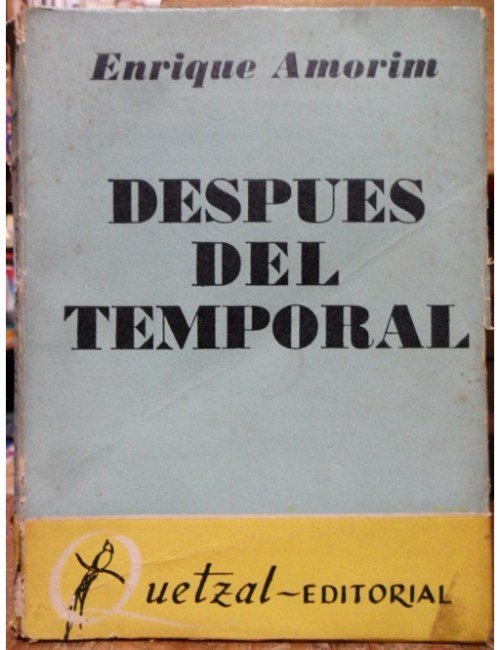 Enrique Amorim
DESPUES
DEL
TEMPORAL
Quetzal~EDITORIAL